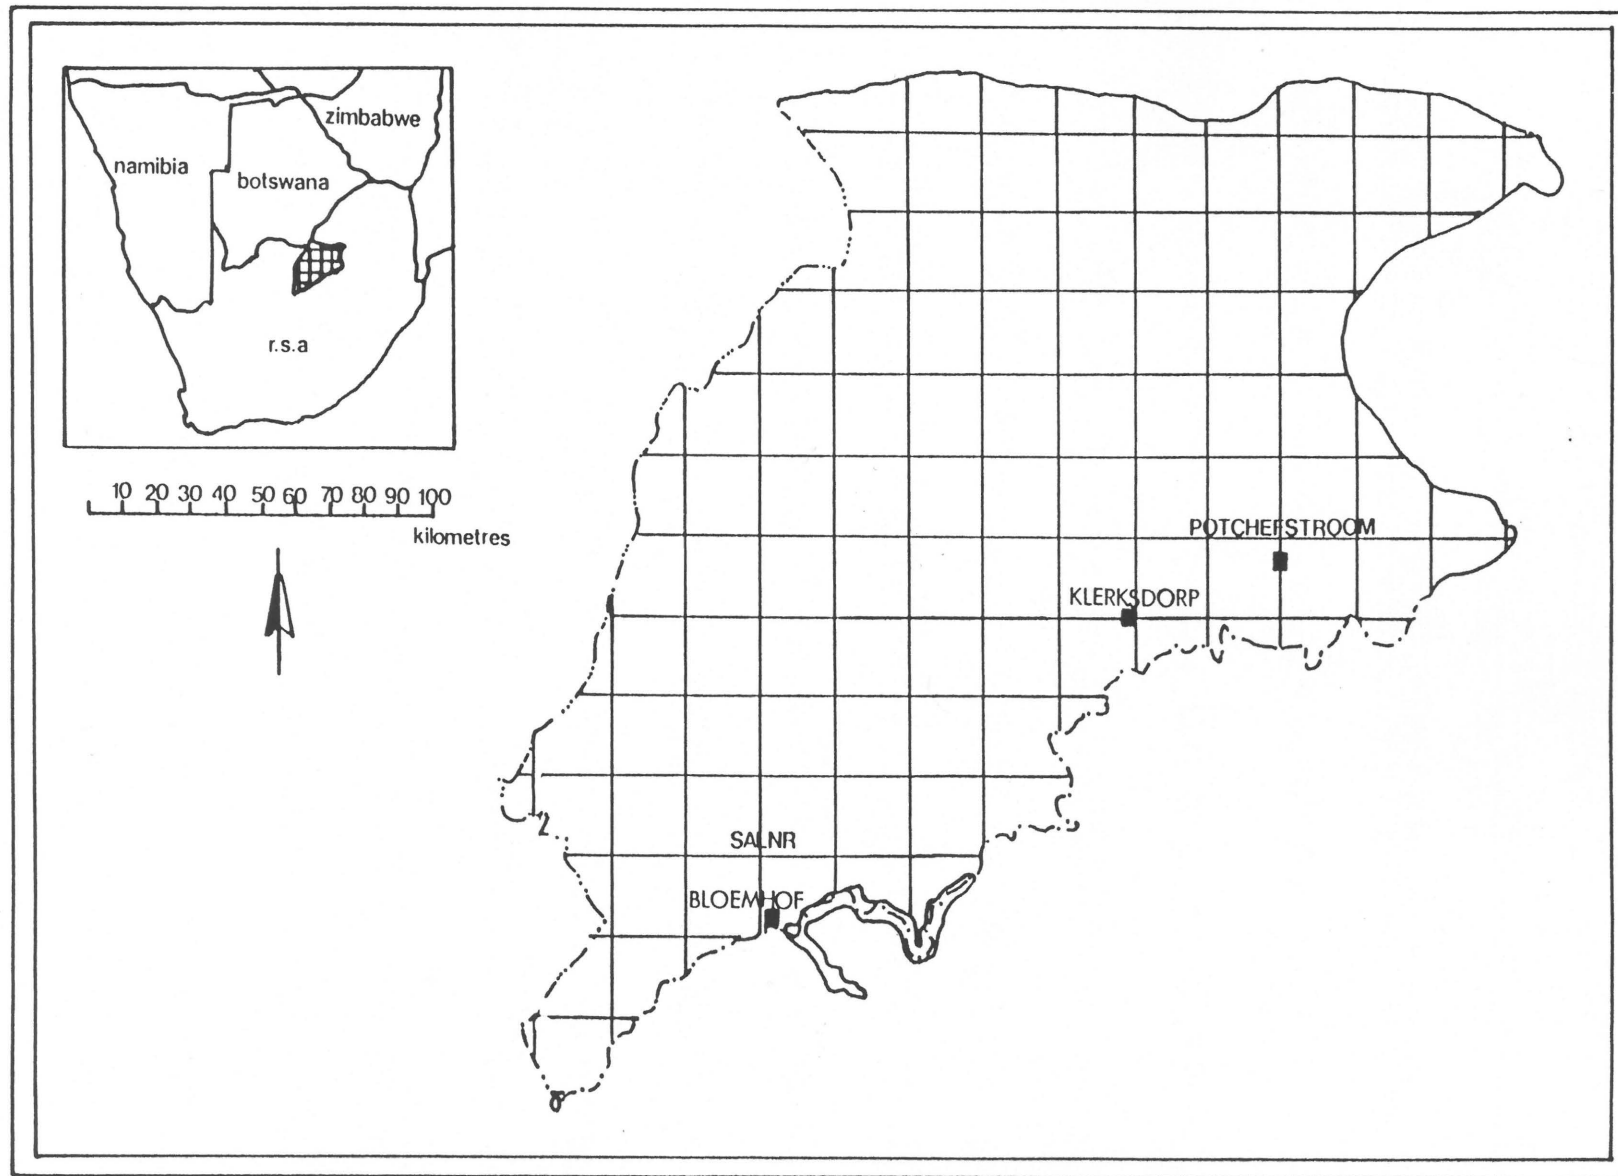 zimbabwe
namibia
botswana
r.s.a
10 20 30 40 50 60 70 80 90 100
kilometres
POTCHEFSTROOM
KLERKSDORP
SALNR
BLOEMHOF